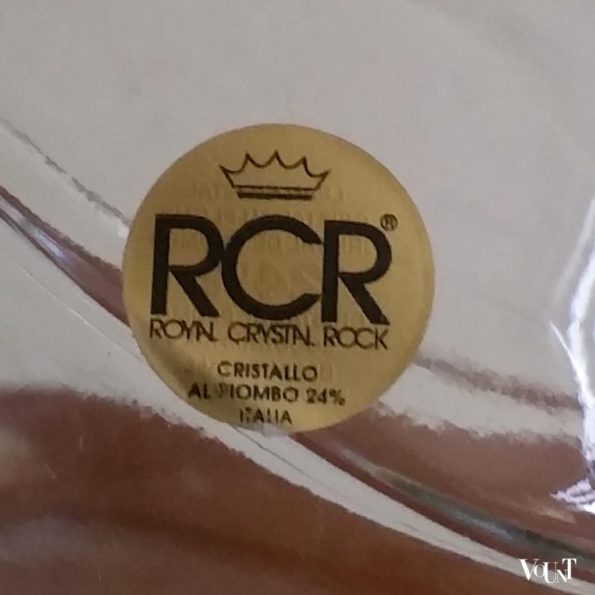 RCR®
ROYAL CRYSTAL ROCK
CRISTALLO
AL PIOMBO 24%
ITALIA
VOUNT